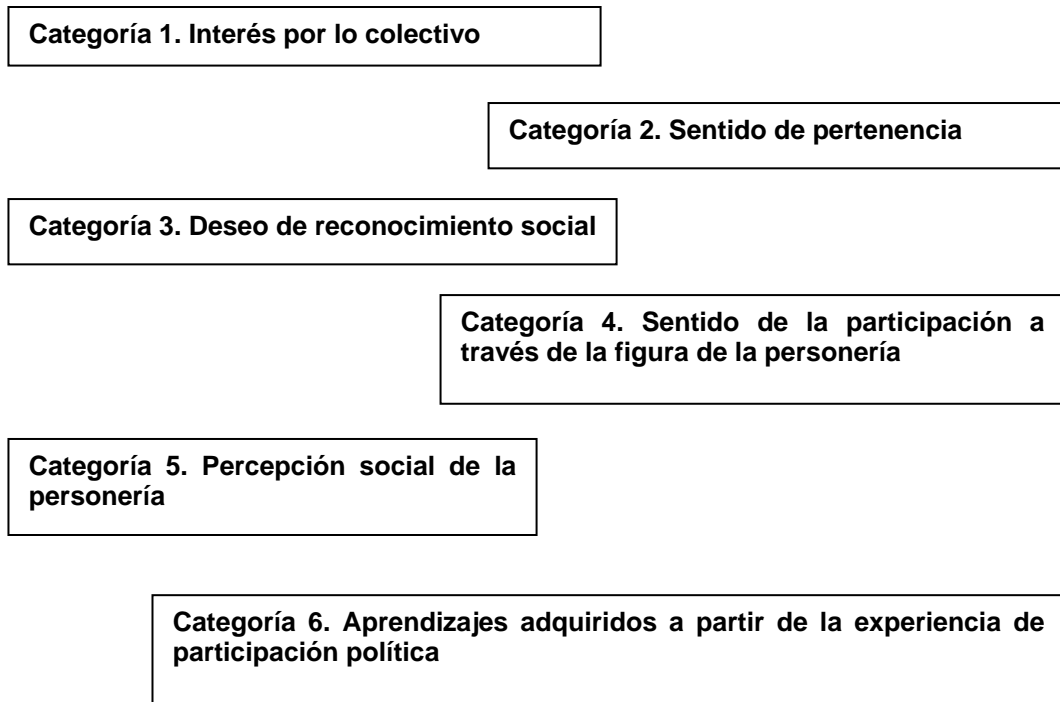 Categoría 1. Interés por lo colectivo
Categoría 2. Sentido de pertenencia
Categoría 3. Deseo de reconocimiento social
Categoría 4. Sentido de la participación a
través de la figura de la personería
Categoría 5. Percepción social de la
personería
Categoría 6. Aprendizajes adquiridos a partir de la experiencia de
participación política